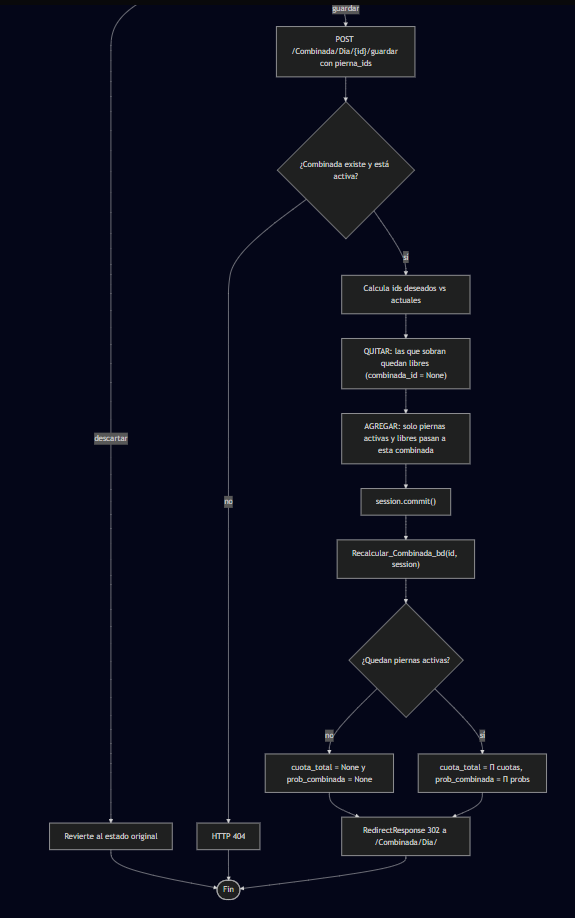 guardar
POST
/Combinada/Dia/{id}/guardar
con pierna_ids
¿Combinada existe y está
activa?
si
Calcula ids deseados vs
actuales
QUITAR: las que sobran
quedan libres
(combinada_id = None)
AGREGAR: solo piernas
activas y libres pasan a
esta combinada
descartar
no
session.commit()
Recalcular_Combinada_bd(id,
session)
¿Quedan piernas activas?
no
si
cuota_total = None y
prob_combinada = None
cuota_total = Π cuotas,
prob_combinada = Π probs
Revierte al estado original
HTTP 404
RedirectResponse 302 a
/Combinada/Dia/
Fin